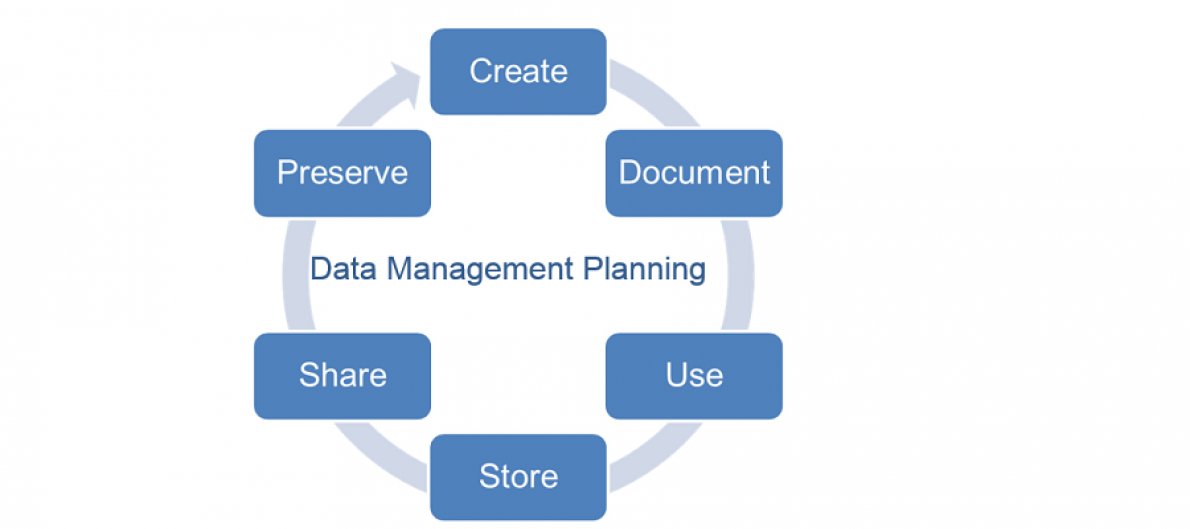 Create
Document
Use
Store
Share
Preserve
Data Management Planning